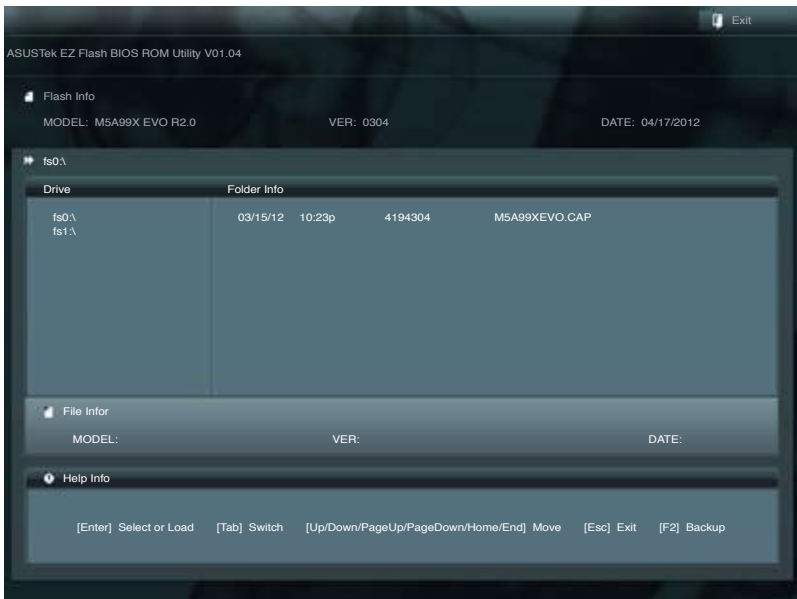 Exit
ASUSTek EZ Flash BIOS ROM Utility V01.04
Flash Info
MODEL: M5A99X EVO R2.0 VER: 0304 DATE: 04/17/2012
fs0:\
Drive Folder Info
fs0:\ 03/15/12 10:23p 4194304 M5A99XEVO.CAP
fs1:\
File Infor
MODEL: VER: DATE:
Help Info
[Enter] Select or Load [Tab] Switch [Up/Down/PageUp/PageDown/Home/End] Move [Esc] Exit [F2] Backup